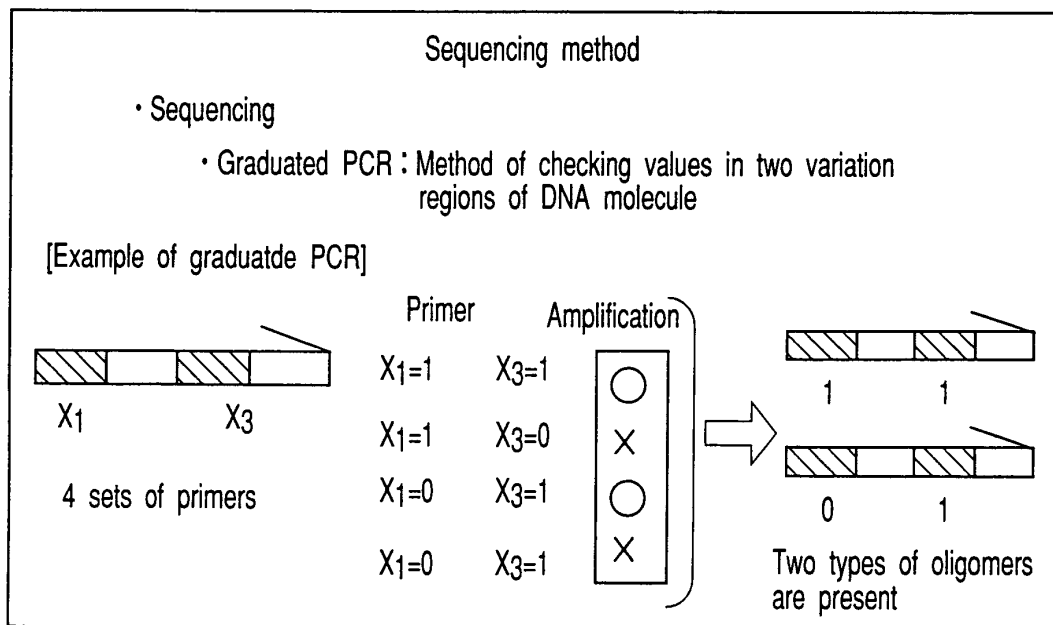 Sequencing method
・Sequencing
・Graduated PCR : Method of checking values in two variation
regions of DNA molecule
[Example of graduatde PCR]
Primer Amplification
X1=1 X3=1 ○
X1=1 X3=0 ×
X1=0 X3=1 ○
X1=0 X3=1 ×
X1 X3
4 sets of primers
1 1
0 1
Two types of oligomers
are present